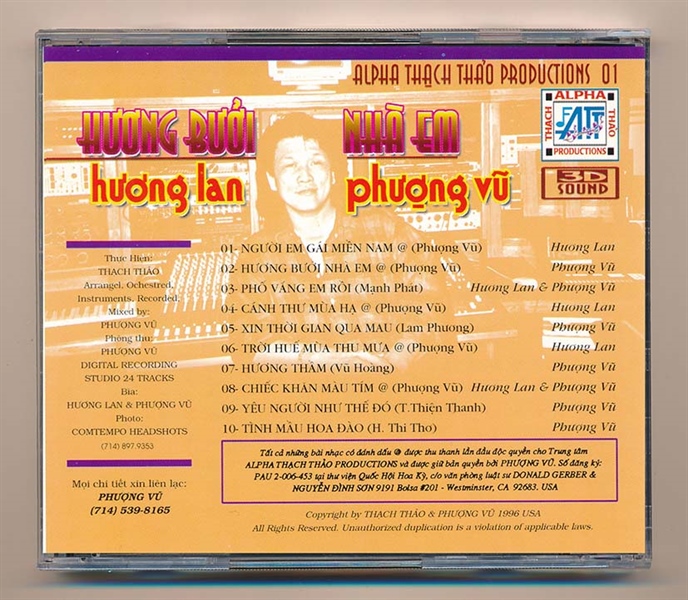 ALPHA THẠCH THẢO PRODUCTIONS 01
HƯƠNG BƯỞI NHÀ EM
hương lan phượng vũ
ALPHA
THẠCH
THẢO
PRODUCTIONS
3D
SOUND
01- NGƯỜI EM GÁI MIỀN NAM @ (Phượng Vũ) Huong Lan
02- HƯƠNG BƯỞI NHÀ EM @ (Phượng Vũ) Phượng Vũ
03- PHỐ VẮNG EM RỒI (Mạnh Phát) Huong Lan & Phượng Vũ
04- CÁNH THƯ MÙA HẠ @ (Phượng Vũ) Huong Lan
05- XIN THỜI GIAN QUA MAU (Lam Phương) Phượng Vũ
06- TRỜI HUẾ MÙA THU MƯA @ (Phượng Vũ) Huong Lan
07- HƯƠNG THẦM (Vũ Hoàng) Phượng Vũ
08- CHIẾC KHĂN MÀU TÍM @ (Phượng Vũ) Huong Lan & Phượng Vũ
09- YÊU NGƯỜI NHƯ THẾ ĐÓ (T.Thiện Thanh) Phượng Vũ
10- TÌNH MẦU HOA ĐÀO (H. Thi Thơ) Phượng Vũ
Thực Hiện:
THẠCH THẢO
Arrangel, Ochestred,
Instruments, Recorded,
Mixed by:
PHƯỢNG VŨ
Phòng thu:
PHƯỢNG VŨ
DIGITAL RECORDING
STUDIO 24 TRACKS
Bìa:
HƯƠNG LAN & PHƯỢNG VŨ
Photo:
COMTEMPO HEADSHOTS
(714) 897.9353
Mọi chi tiết xin liên lạc:
PHƯỢNG VŨ
(714) 539-8165
Tất cả những bài nhạc có đánh dấu @ được thu thanh lần đầu độc quyền cho Trung tâm
ALPHA THẠCH THẢO PRODUCTIONS và được giữ bản quyền bởi PHƯỢNG VŨ. Số đăng ký:
PAU 2-006-453 tại thư viện Quốc Hội Hoa Kỳ, c/o văn phòng luật sư DONALD GERBER &
NGUYỄN ĐÌNH SƠN 9191 Bolsa #201 - Westminster, CA 92683. USA
Copyright by THẠCH THẢO & PHƯỢNG VŨ 1996 USA
All Rights Reserved. Unauthorized duplication is a violation of applicable laws.